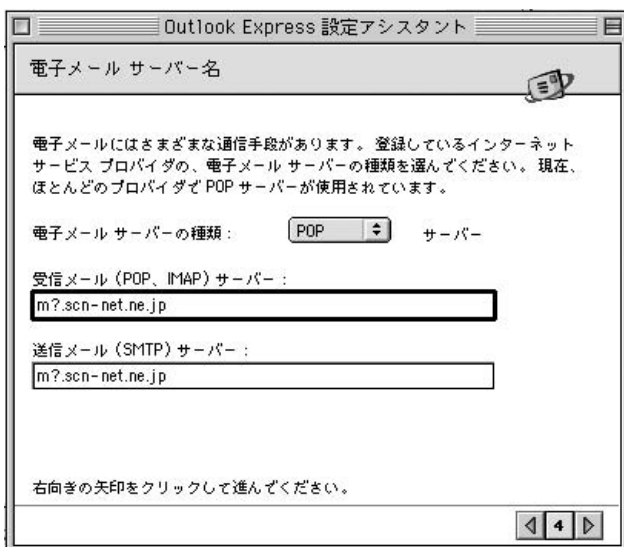 Outlook Express 設定アシスタント
電子メール サーバー名
電子メールにはさまざまな通信手段があります。登録しているインターネット
サービス プロバイダの、電子メール サーバーの種類を選んでください。現在、
ほとんどのプロバイダで POP サーバーが使用されています。
電子メール サーバーの種類： POP サーバー
受信メール（POP、IMAP）サーバー：
m?.scn-net.ne.jp
送信メール（SMTP）サーバー：
m?.scn-net.ne.jp
右向きの矢印をクリックして進んでください。
4